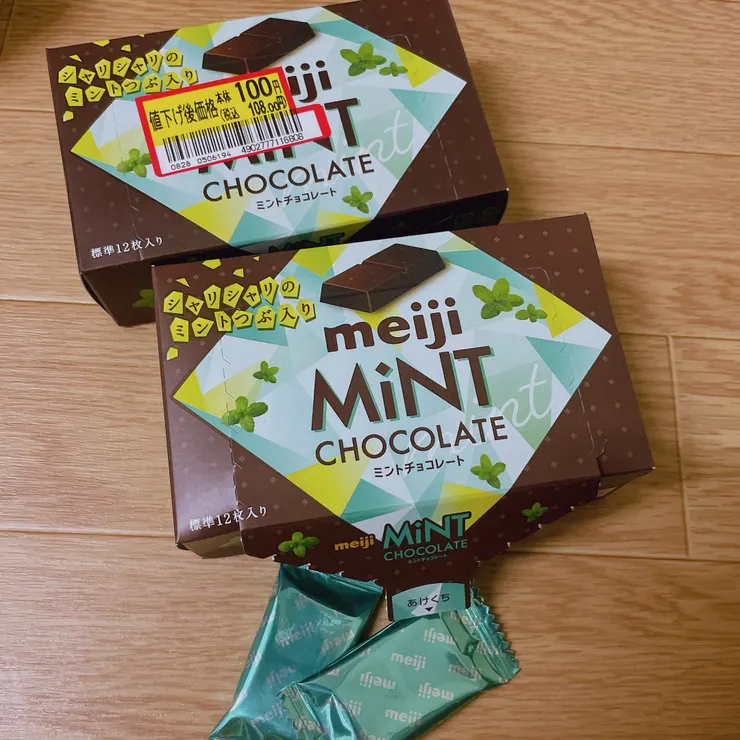 シャリシャリの
ミントつぶ入り
meiji
値下げ後価格 本体 100円
(税込 108.00円)
0828 0506194 4902777116808
MiNT
CHOCOLATE
ミントチョコレート
標準12枚入り
シャリシャリの
ミントつぶ入り
meiji
MiNT
mint
CHOCOLATE
ミントチョコレート
標準12枚入り
meiji MiNT
CHOCOLATE
ミントチョコレート
あけくち
meiji
meiji
meiji